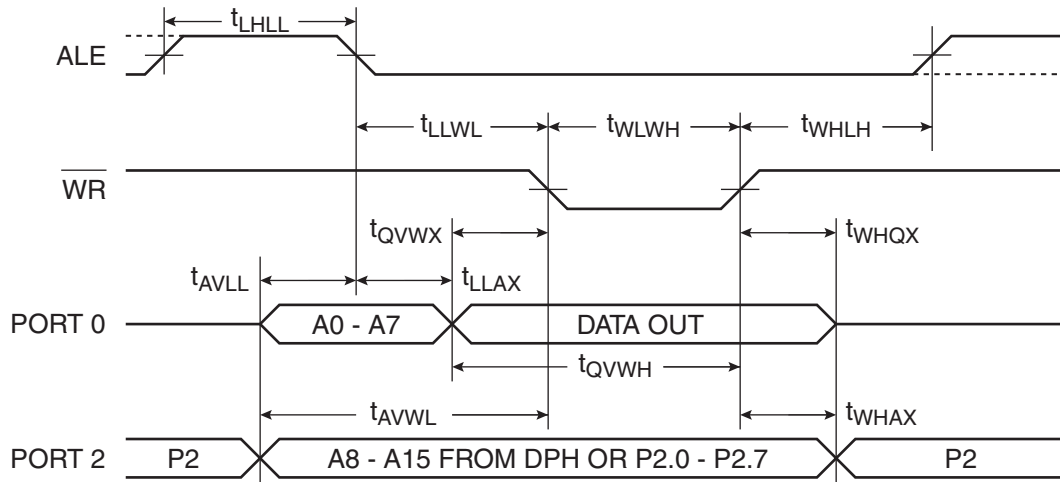 tLHLL
ALE
tLLWL tWLWH tWHLH
WR
tQVWX tWHQX
tAVLL tLLAX
PORT 0 A0 - A7 DATA OUT
tQVWH
tAVWL tWHAX
PORT 2 P2 A8 - A15 FROM DPH OR P2.0 - P2.7 P2